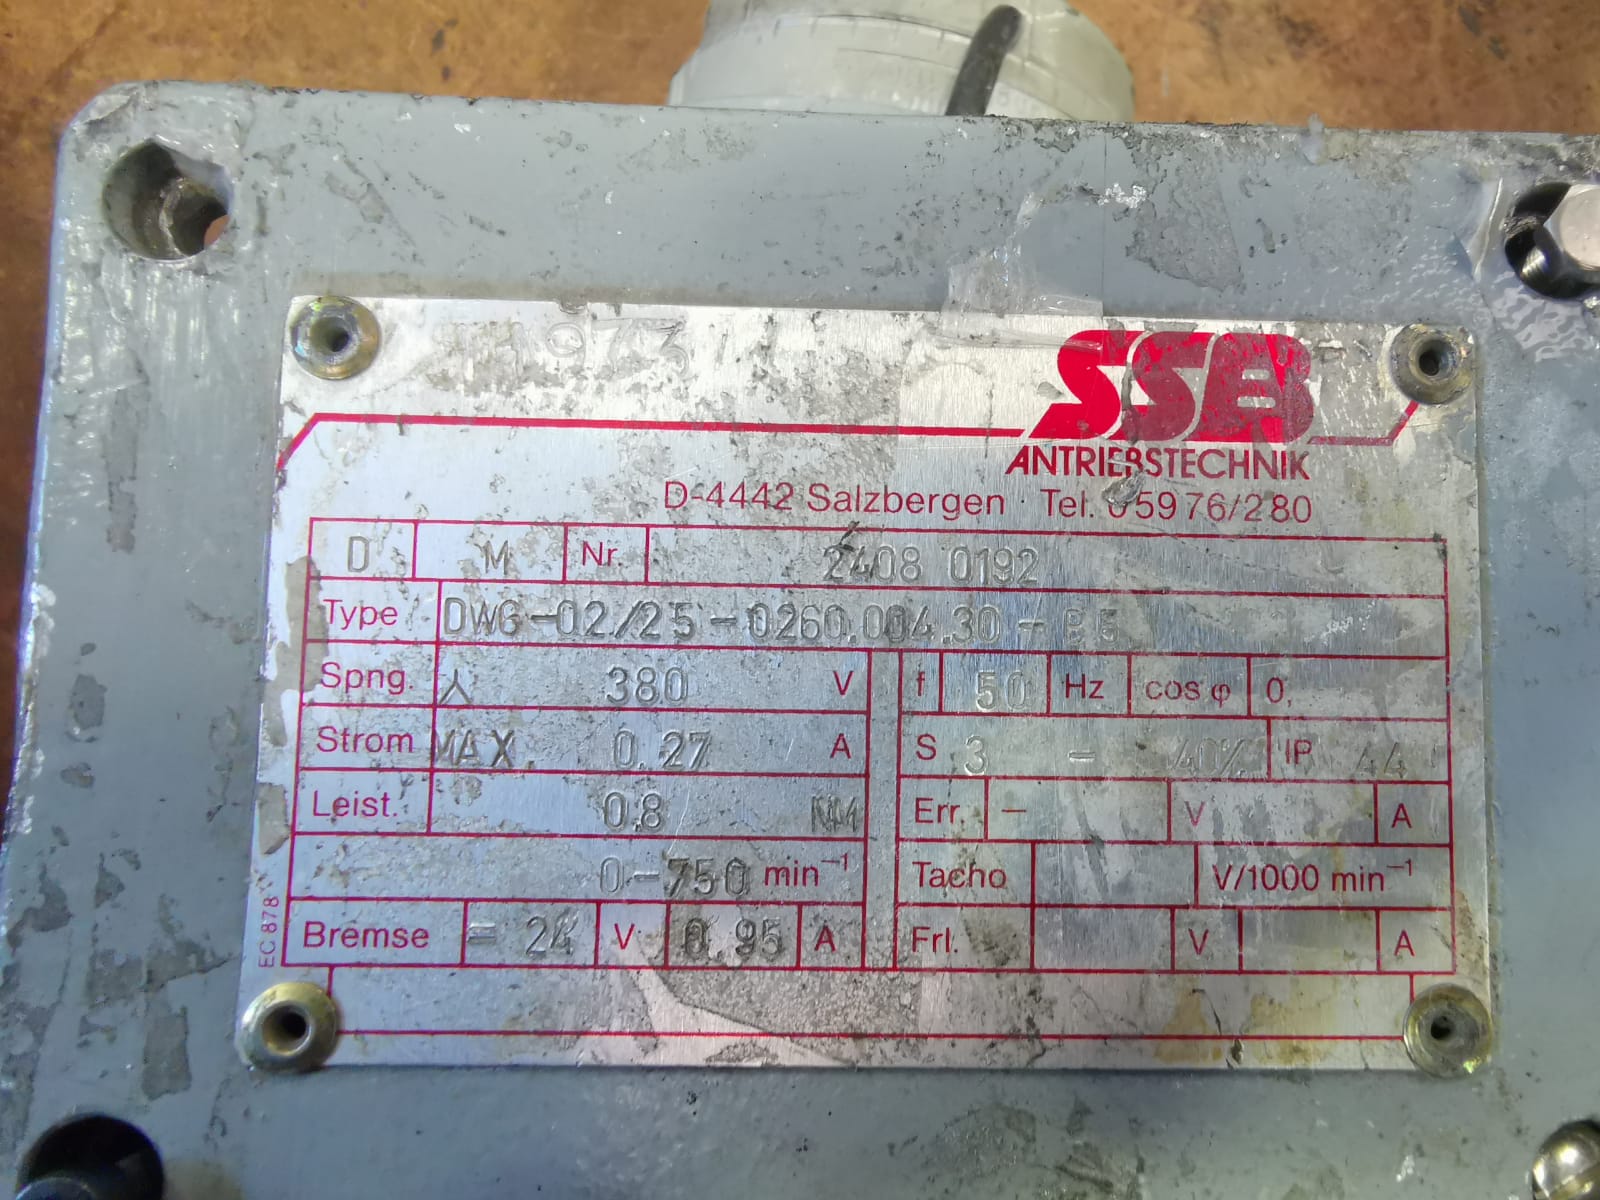 SSB
ANTRIEBSTECHNIK
D-4442 Salzbergen · Tel. 05976/280
D M Nr. 2408 0192
Type DWG-02/25-0260.004.30-
Spng. 380 V f 50 Hz cos φ 0,
Strom MAX. 0.27 A S 3 - 40% IP 44
Leist. 0.8 NM Err. - V A
0-750 min⁻¹ Tacho V/1000 min⁻¹
Bremse = 24 V 0.95 A Frl. V A
EC 878